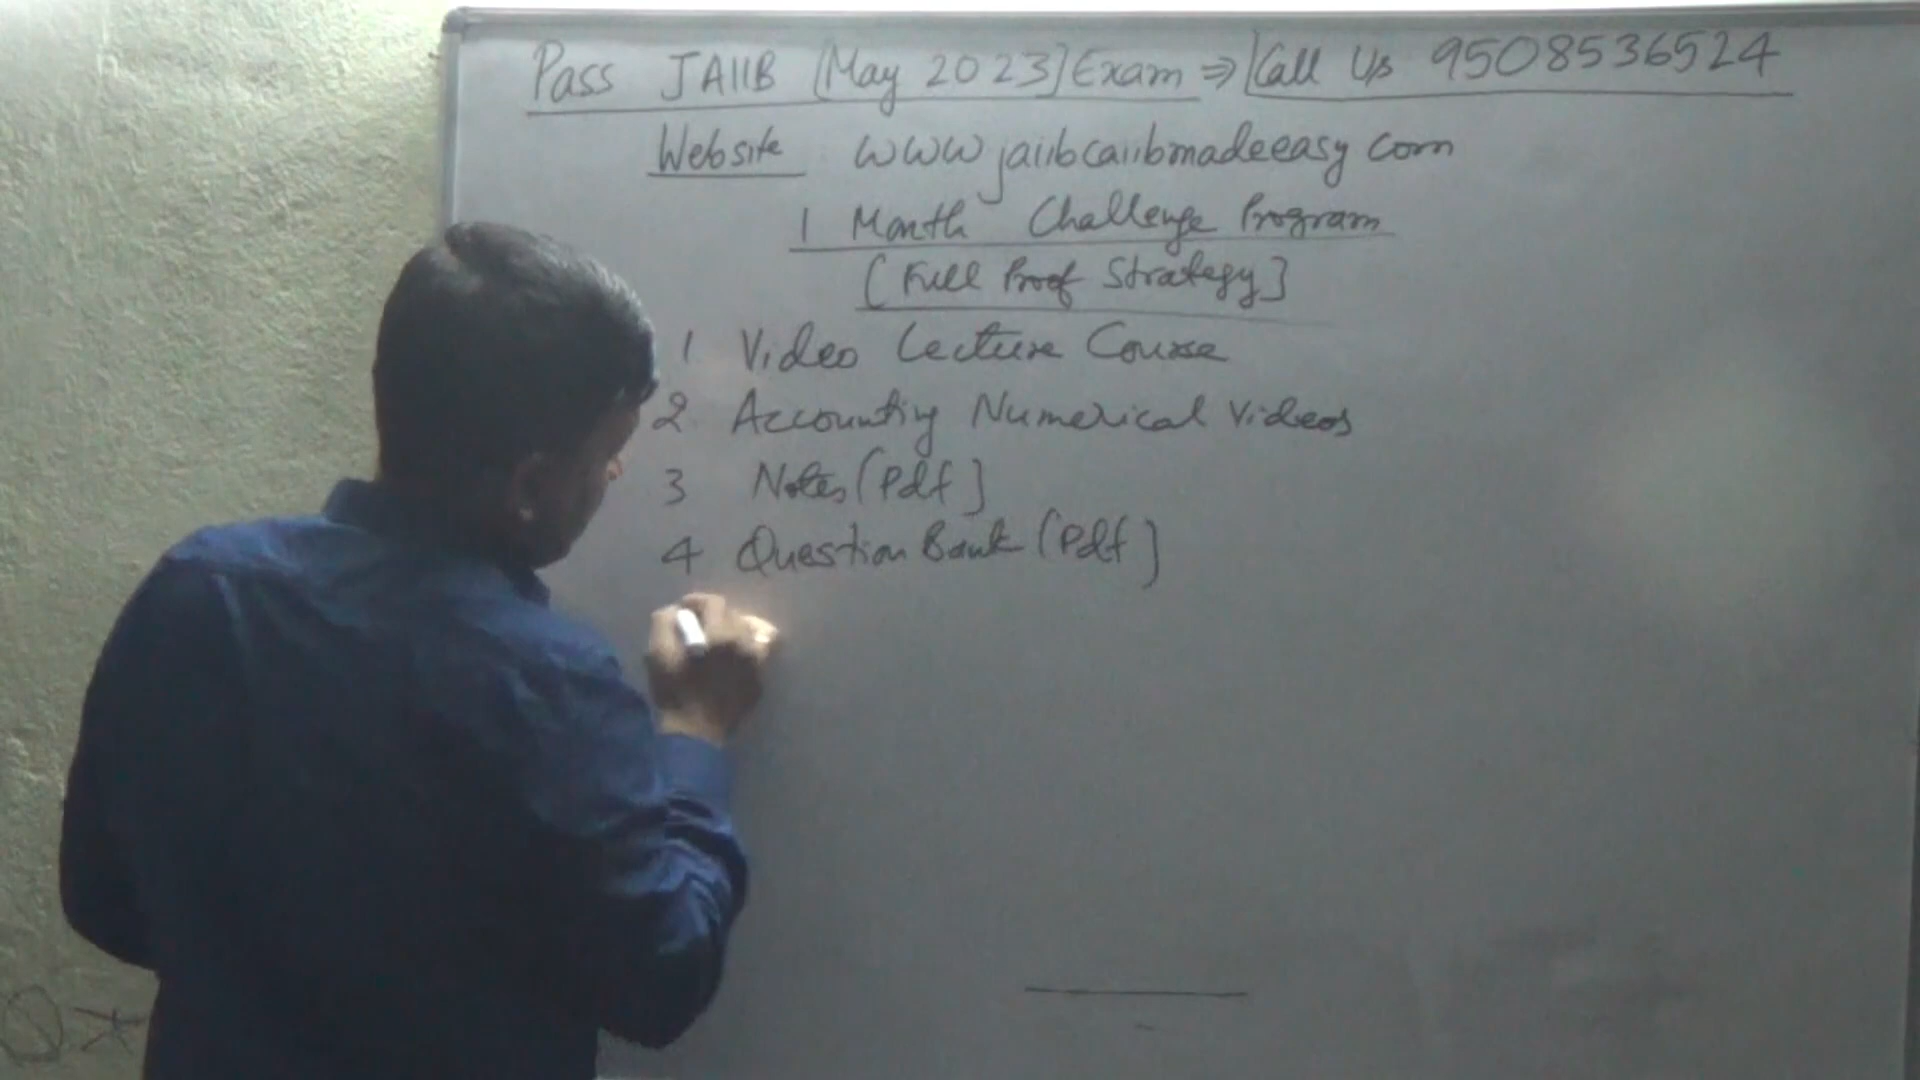 Pass JAIIB [May 2023] Exam ⇒ Call Us 9508536524
Website www jaiibcaiibmadeeasy com
1 Month Challenge Program
[Full Proof Strategy]
1 Video Lecture Course
2 Accounting Numerical Videos
3 Notes [Pdf]
4 Question Bank [Pdf]